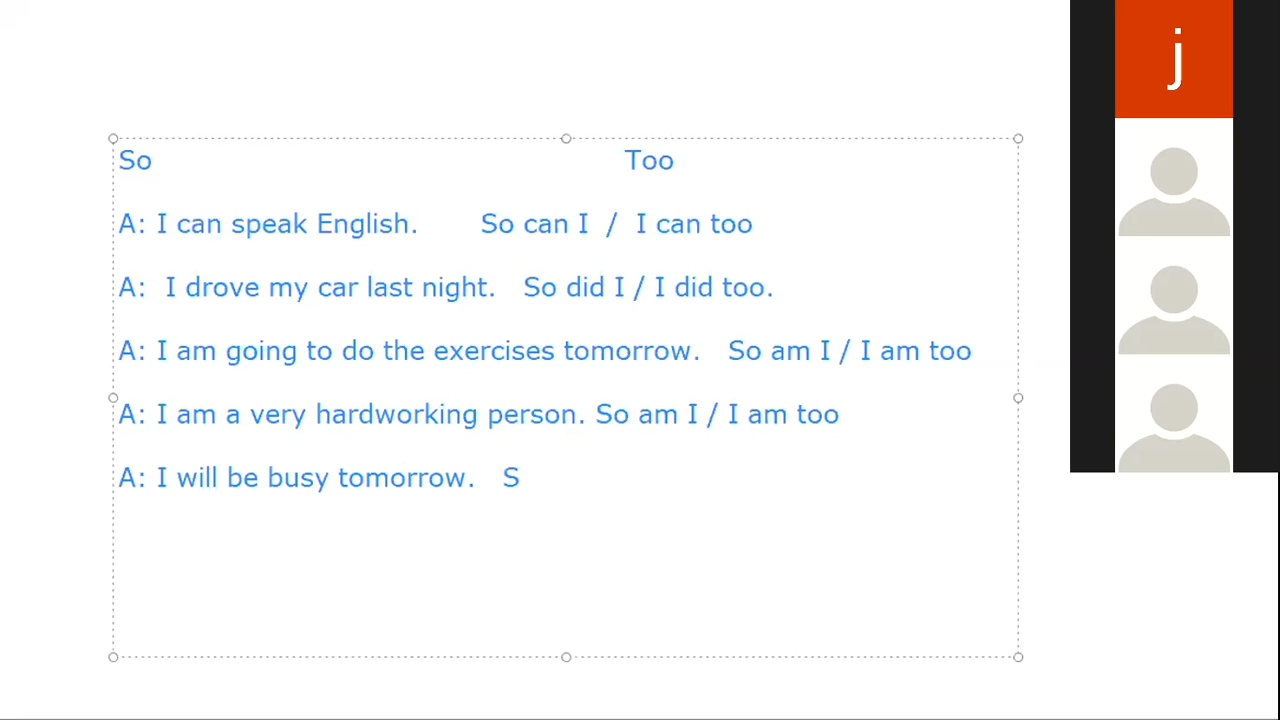 So Too
A: I can speak English. So can I / I can too
A: I drove my car last night. So did I / I did too.
A: I am going to do the exercises tomorrow. So am I / I am too
A: I am a very hardworking person. So am I / I am too
A: I will be busy tomorrow. S
j